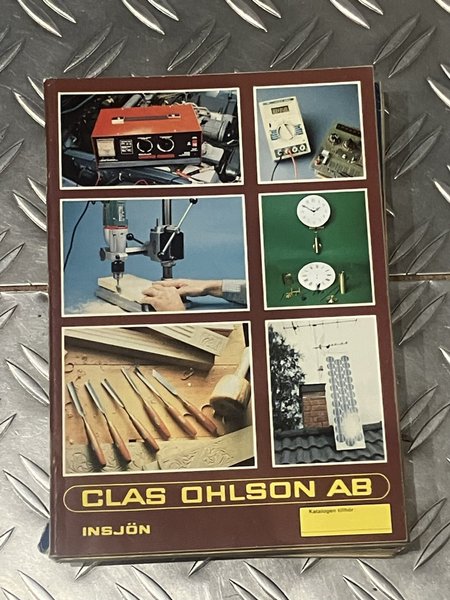 CLAS OHLSON AB
Katalogen tillhör
INSJÖN